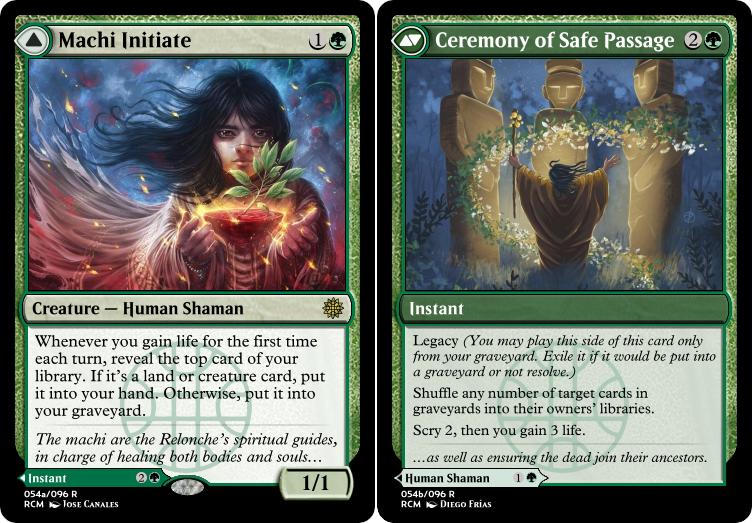 Machi Initiate 1
Creature — Human Shaman
Whenever you gain life for the first time
each turn, reveal the top card of your
library. If it's a land or creature card, put
it into your hand. Otherwise, put it into
your graveyard.
The machi are the Relonche's spiritual guides,
in charge of healing both bodies and souls…
Instant 2
1/1
054a/096 R
RCM Jose Canales
Ceremony of Safe Passage 2
Instant
Legacy (You may play this side of this card only
from your graveyard. Exile it if it would be put into
a graveyard or not resolve.)
Shuffle any number of target cards in
graveyards into their owners' libraries.
Scry 2, then you gain 3 life.
…as well as ensuring the dead join their ancestors.
Human Shaman 1
054b/096 R
RCM Diego Frías